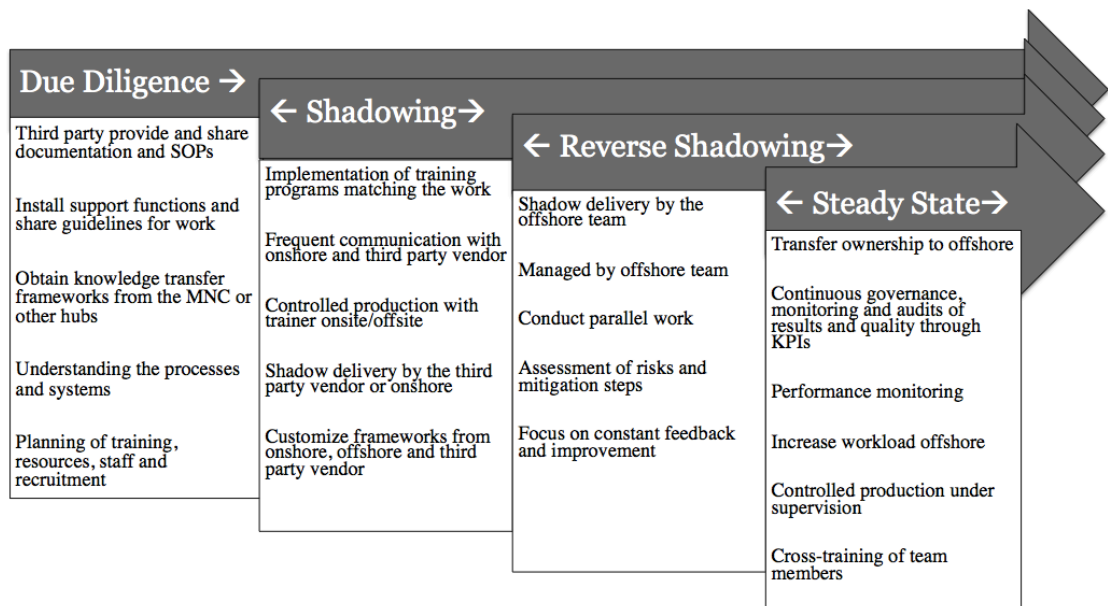 Due Diligence →
Third party provide and share
documentation and SOPs
Install support functions and
share guidelines for work
Obtain knowledge transfer
frameworks from the MNC or
other hubs
Understanding the processes
and systems
Planning of training,
resources, staff and
recruitment
← Shadowing→
Implementation of training
programs matching the work
Frequent communication with
onshore and third party vendor
Controlled production with
trainer onsite/offsite
Shadow delivery by the third
party vendor or onshore
Customize frameworks from
onshore, offshore and third
party vendor
← Reverse Shadowing→
Shadow delivery by the
offshore team
Managed by offshore team
Conduct parallel work
Assessment of risks and
mitigation steps
Focus on constant feedback
and improvement
← Steady State→
Transfer ownership to offshore
Continuous governance,
monitoring and audits of
results and quality through
KPIs
Performance monitoring
Increase workload offshore
Controlled production under
supervision
Cross-training of team
members